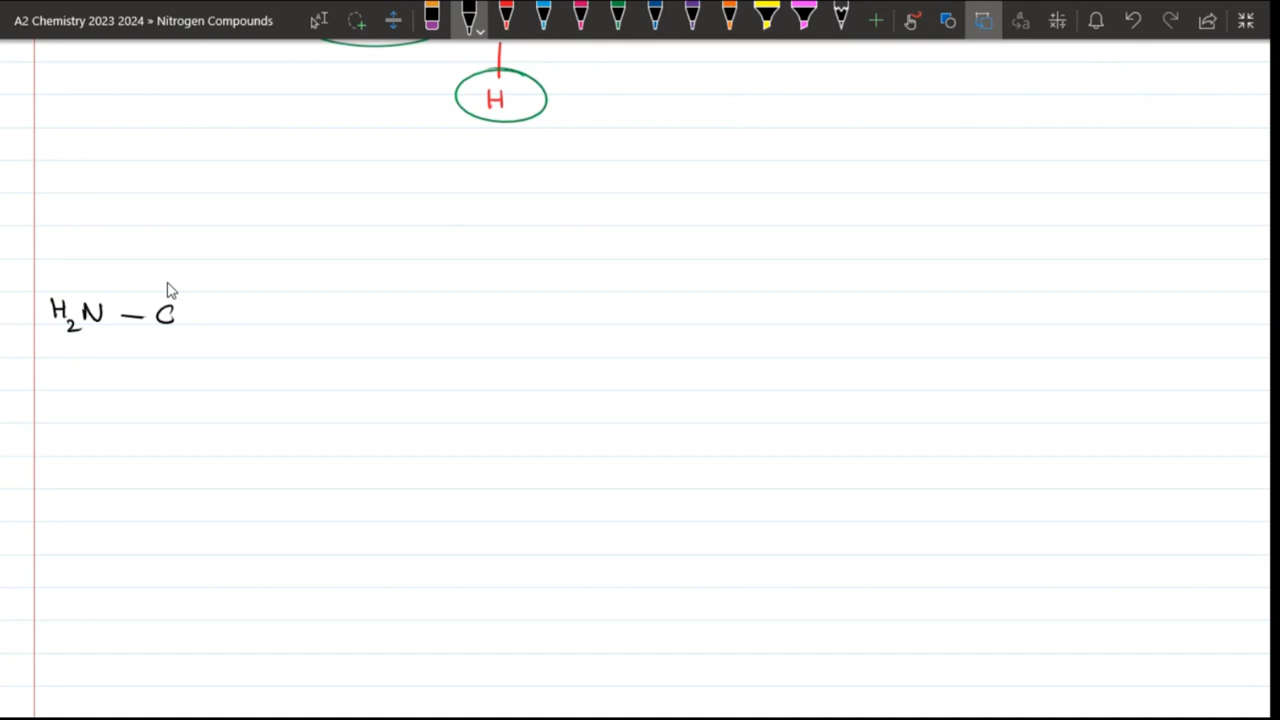 A2 Chemistry 2023 2024 » Nitrogen Compounds
H
H₂N – C